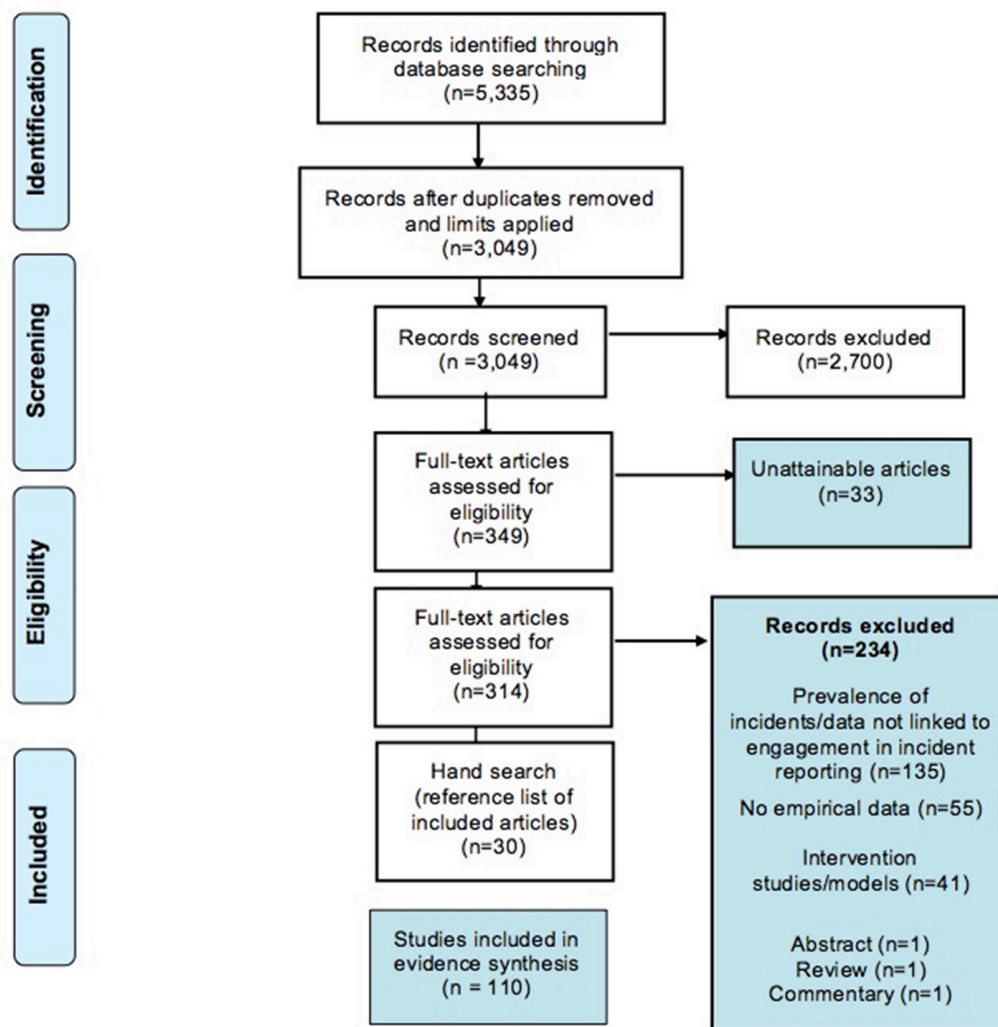 Identification
Records identified through
database searching
(n=5,335)
Records after duplicates removed
and limits applied
(n=3,049)
Screening
Records screened
(n =3,049)
Records excluded
(n=2,700)
Full-text articles
assessed for
eligibility
(n=349)
Unattainable articles
(n=33)
Eligibility
Full-text articles
assessed for
eligibility
(n=314)
Records excluded
(n=234)
Prevalence of
incidents/data not linked to
engagement in incident
reporting (n=135)
No empirical data (n=55)
Intervention
studies/models (n=41)
Abstract (n=1)
Review (n=1)
Commentary (n=1)
Included
Hand search
(reference list of
included articles)
(n=30)
Studies included in
evidence synthesis
(n = 110)